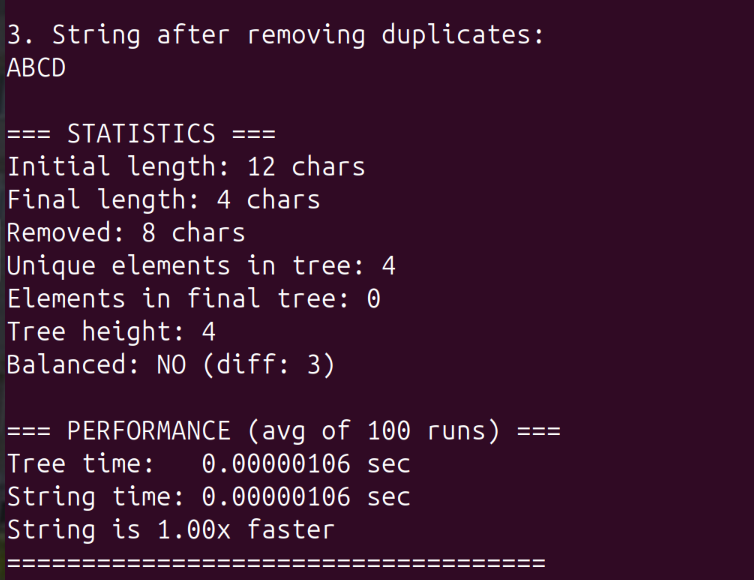 3. String after removing duplicates:
ABCD
=== STATISTICS ===
Initial length: 12 chars
Final length: 4 chars
Removed: 8 chars
Unique elements in tree: 4
Elements in final tree: 0
Tree height: 4
Balanced: NO (diff: 3)
=== PERFORMANCE (avg of 100 runs) ===
Tree time:   0.00000106 sec
String time: 0.00000106 sec
String is 1.00x faster
====================================